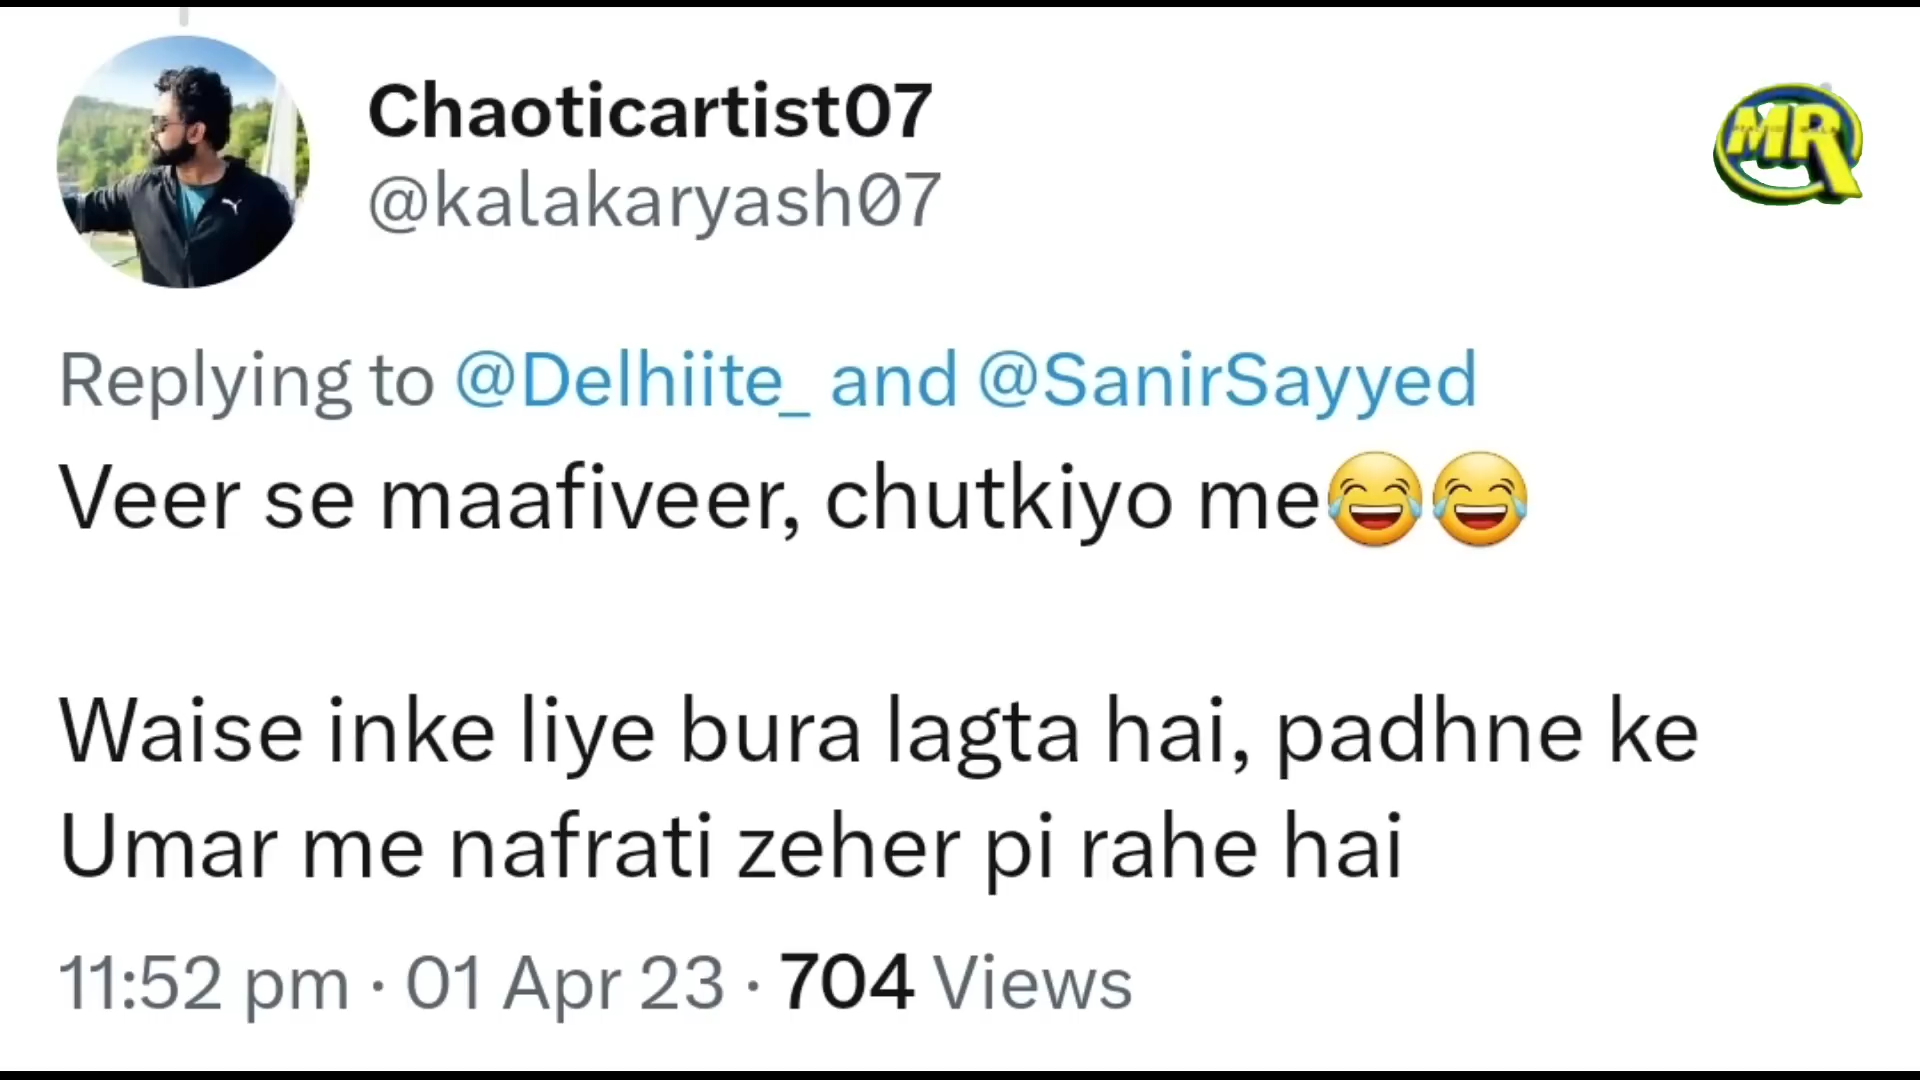 Chaoticartist07
@kalakaryash07
MR
Replying to @Delhiite_ and @SanirSayyed
Veer se maafiveer, chutkiyo me😂😂
Waise inke liye bura lagta hai, padhne ke
Umar me nafrati zeher pi rahe hai
11:52 pm · 01 Apr 23 · 704 Views